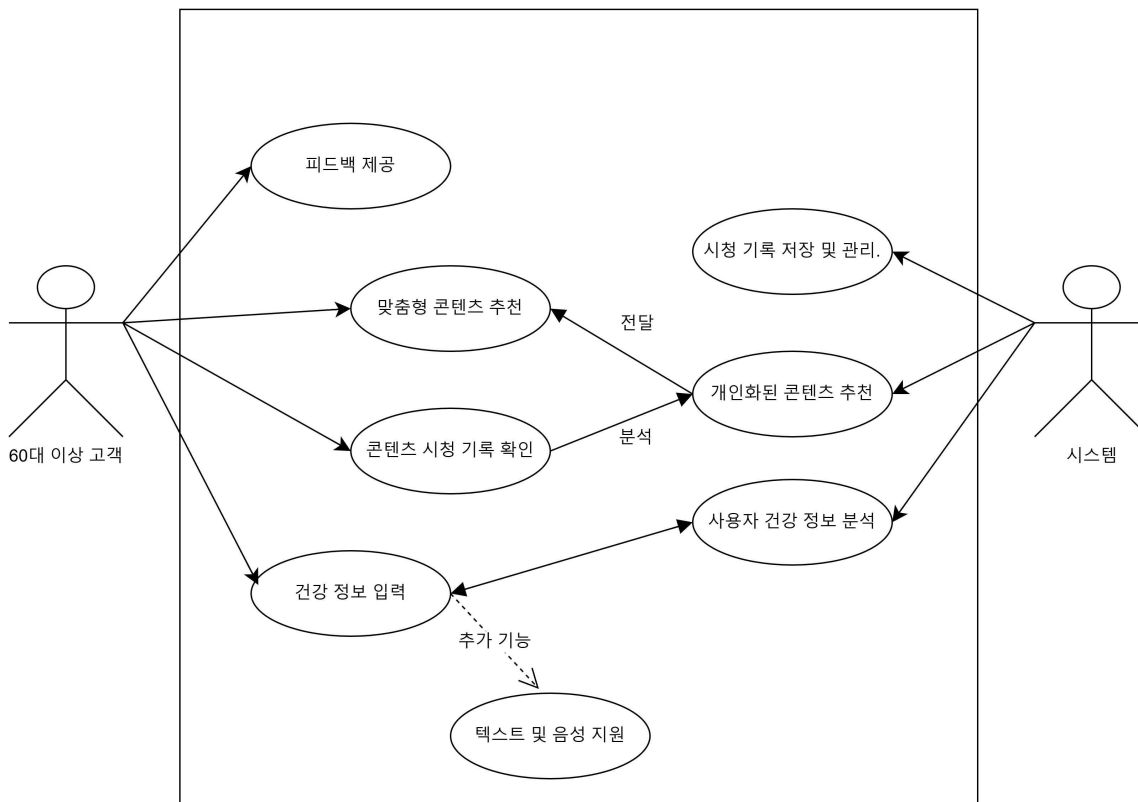 피드백 제공
시청 기록 저장 및 관리.
맞춤형 콘텐츠 추천
전달
개인화된 콘텐츠 추천
분석
콘텐츠 시청 기록 확인
60대 이상 고객
시스템
사용자 건강 정보 분석
건강 정보 입력
추가 기능
텍스트 및 음성 지원